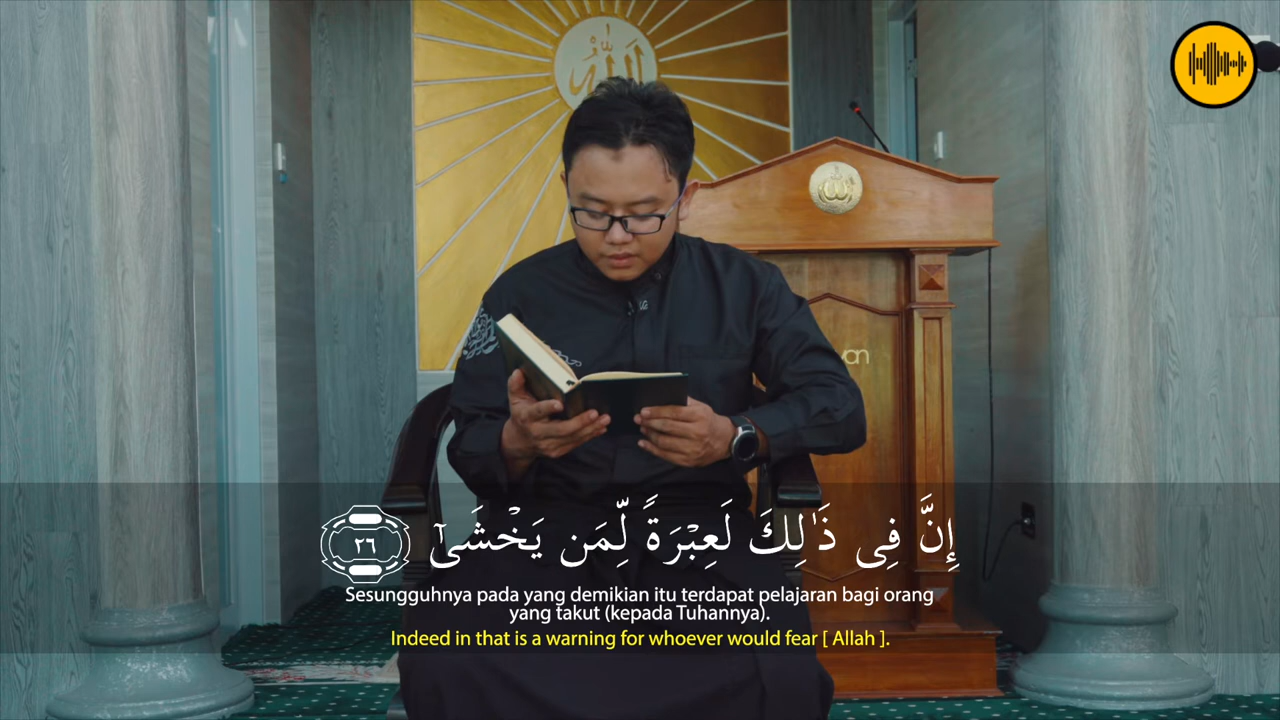 الله
إِنَّ فِى ذَٰلِكَ لَعِبْرَةً لِّمَن يَخْشَىٰٓ ٢٦
Sesungguhnya pada yang demikian itu terdapat pelajaran bagi orang
yang takut (kepada Tuhannya).
Indeed in that is a warning for whoever would fear [ Allah ].